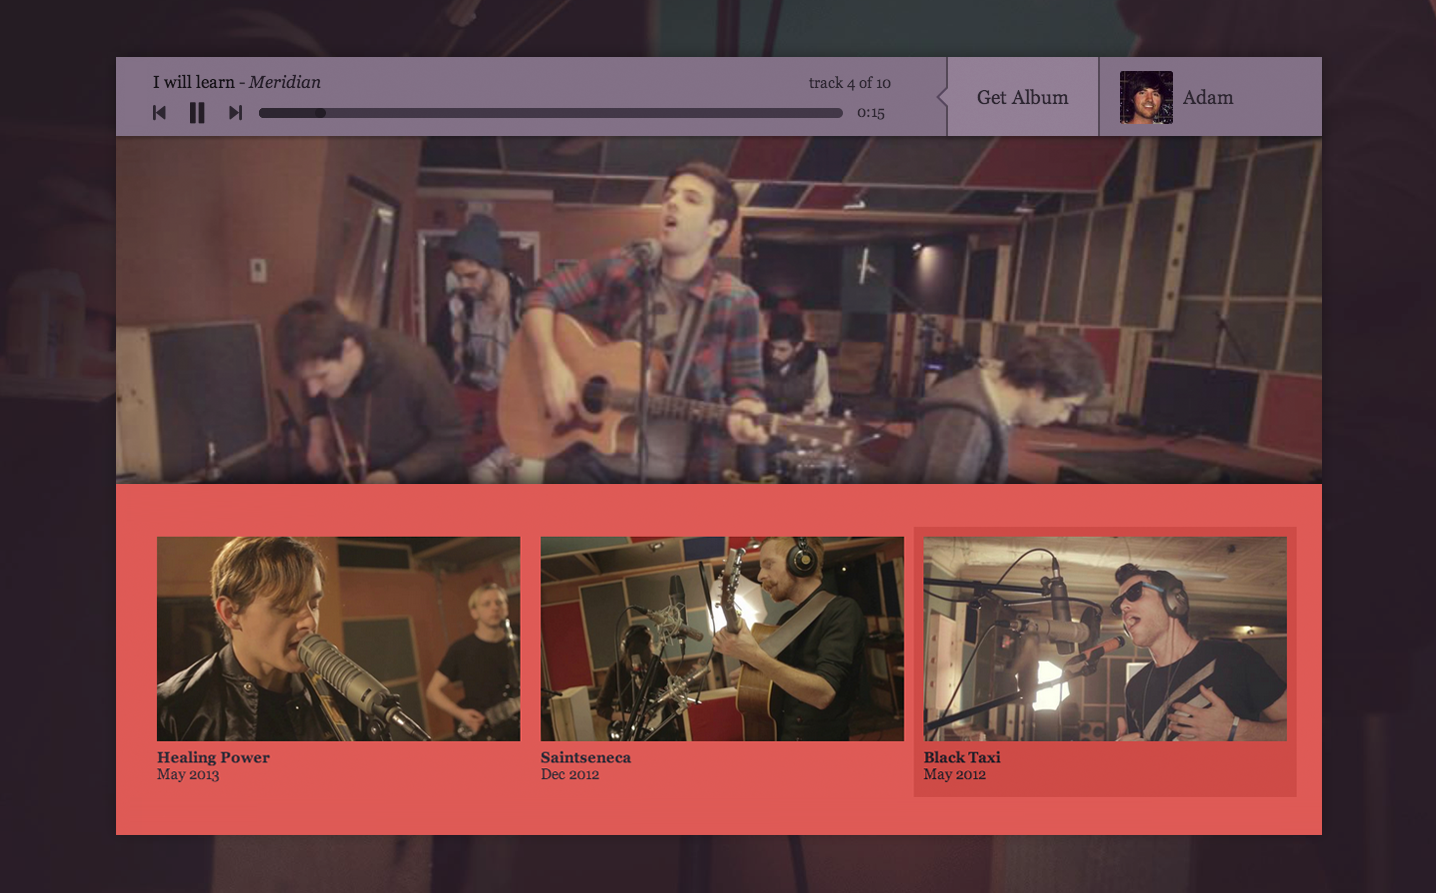 I will learn - Meridian
track 4 of 10
0:15
Get Album
Adam
Healing Power
May 2013
Saintseneca
Dec 2012
Black Taxi
May 2012